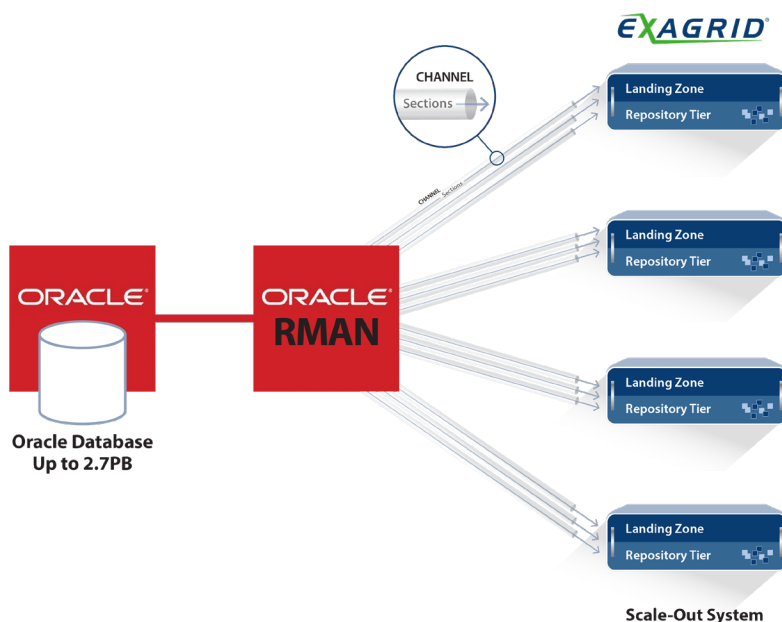 EXAGRID®
CHANNEL
Sections
Landing Zone
Repository Tier
CHANNEL
Sections
Landing Zone
Repository Tier
ORACLE®
ORACLE®
RMAN
Landing Zone
Repository Tier
Oracle Database
Up to 2.7PB
Landing Zone
Repository Tier
Scale-Out System